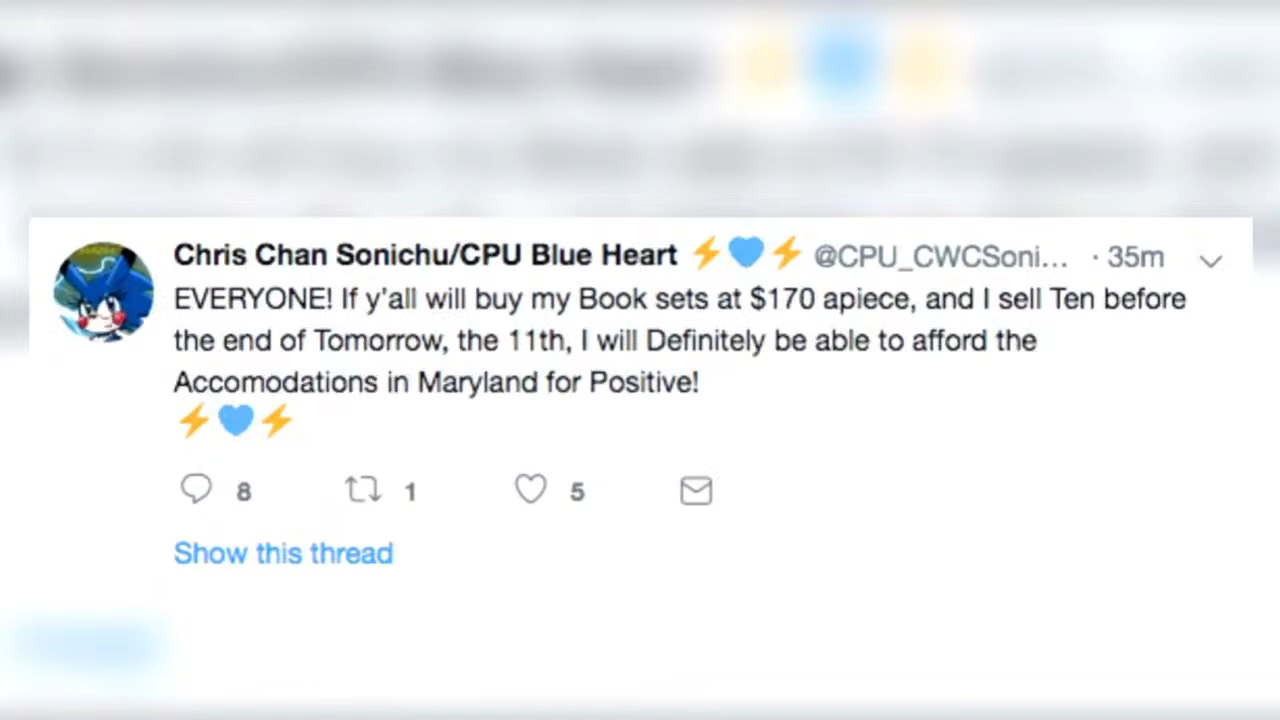 Chris Chan Sonichu/CPU Blue Heart ⚡💙⚡ @CPU_CWCSoni... · 35m
EVERYONE! If y'all will buy my Book sets at $170 apiece, and I sell Ten before
the end of Tomorrow, the 11th, I will Definitely be able to afford the
Accomodations in Maryland for Positive!
⚡💙⚡
8 1 5
Show this thread